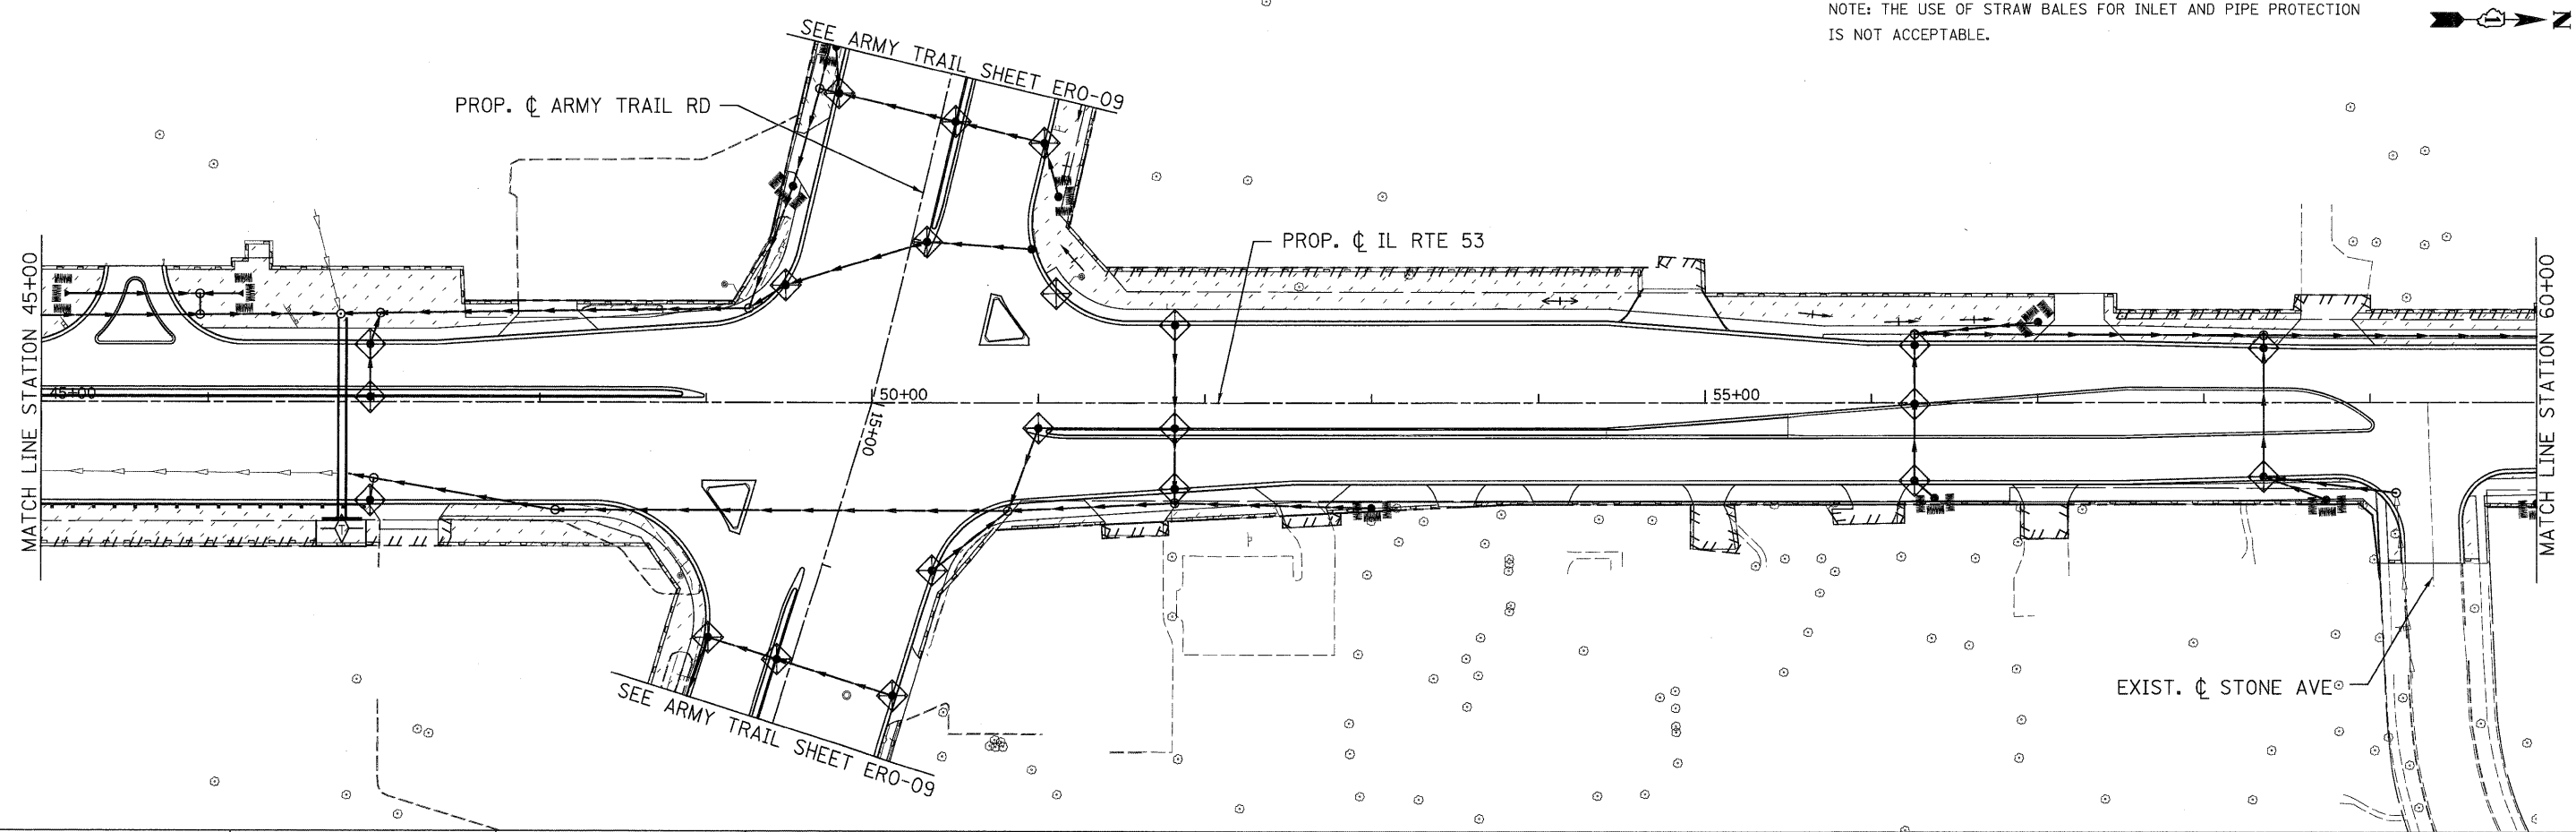 NOTE: THE USE OF STRAW BALES FOR INLET AND PIPE PROTECTION
IS NOT ACCEPTABLE.
N
SEE ARMY TRAIL SHEET ERO-09
PROP. ℄ ARMY TRAIL RD
PROP. ℄ IL RTE 53
MATCH LINE STATION 45+00
MATCH LINE STATION 60+00
45+00
50+00
55+00
15+00
SEE ARMY TRAIL SHEET ERO-09
EXIST. ℄ STONE AVE